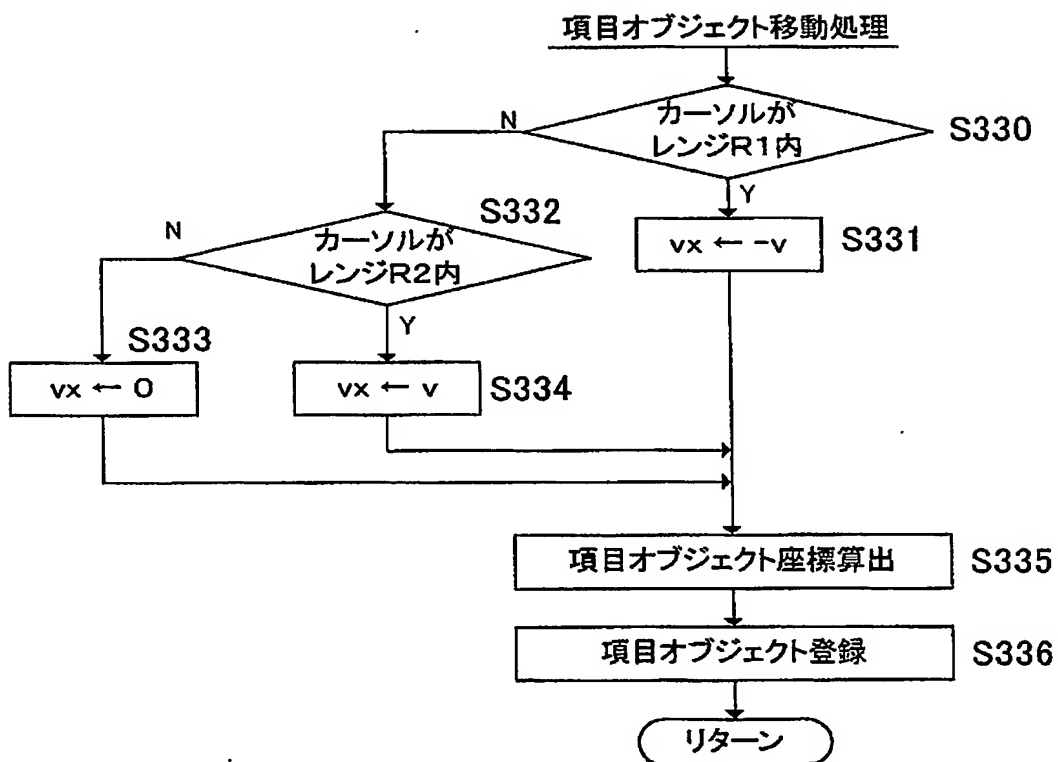 項目オブジェクト移動処理
カーソルが
レンジR1内
S330
N
Y
S332
カーソルが
レンジR2内
N
Y
vx ← -v
S331
S333
vx ← 0
vx ← v
S334
項目オブジェクト座標算出
S335
項目オブジェクト登録
S336
リターン